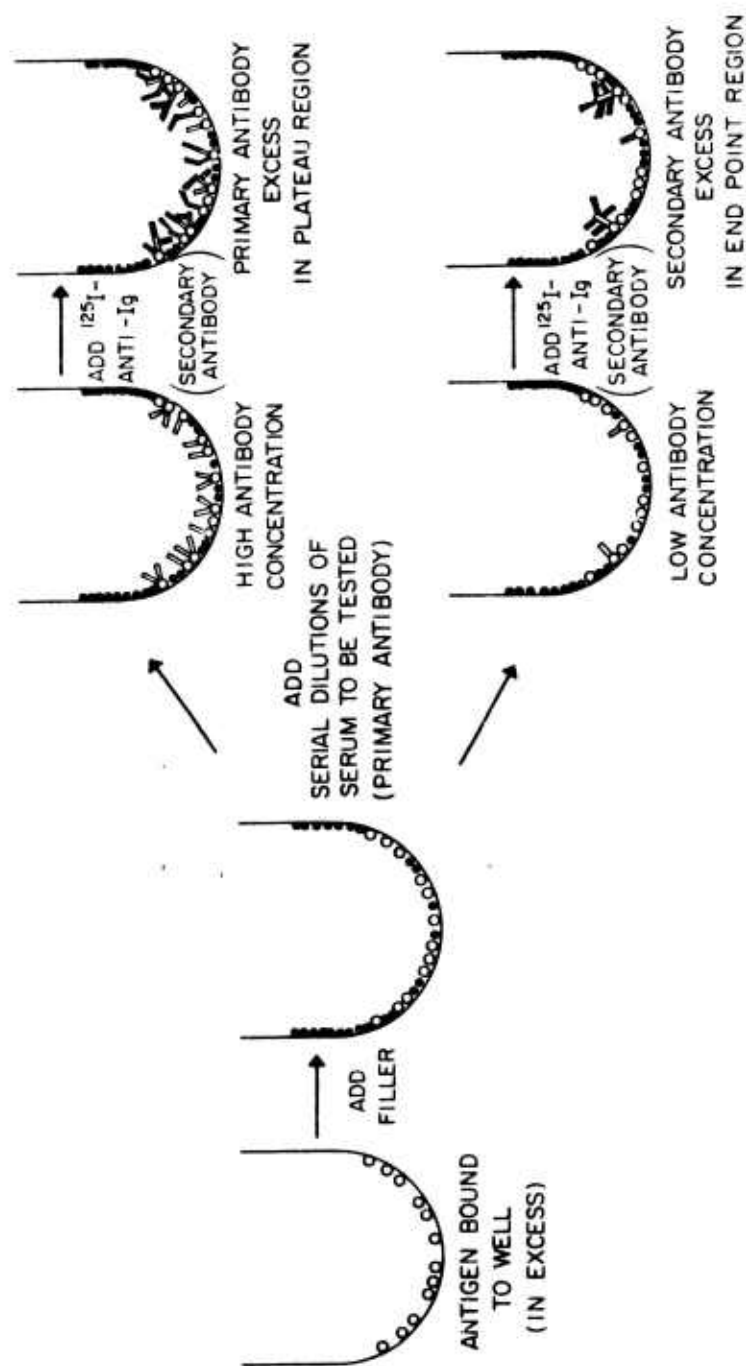 ANTIGEN BOUND
TO WELL
(IN EXCESS)
ADD
FILLER
ADD
SERIAL DILUTIONS OF
SERUM TO BE TESTED
(PRIMARY ANTIBODY)
HIGH ANTIBODY
CONCENTRATION
ADD ¹²⁵I-
ANTI-Ig
(SECONDARY
ANTIBODY)
PRIMARY ANTIBODY
EXCESS
IN PLATEAU REGION
LOW ANTIBODY
CONCENTRATION
ADD ¹²⁵I-
ANTI-Ig
(SECONDARY
ANTIBODY)
SECONDARY ANTIBODY
EXCESS
IN END POINT REGION